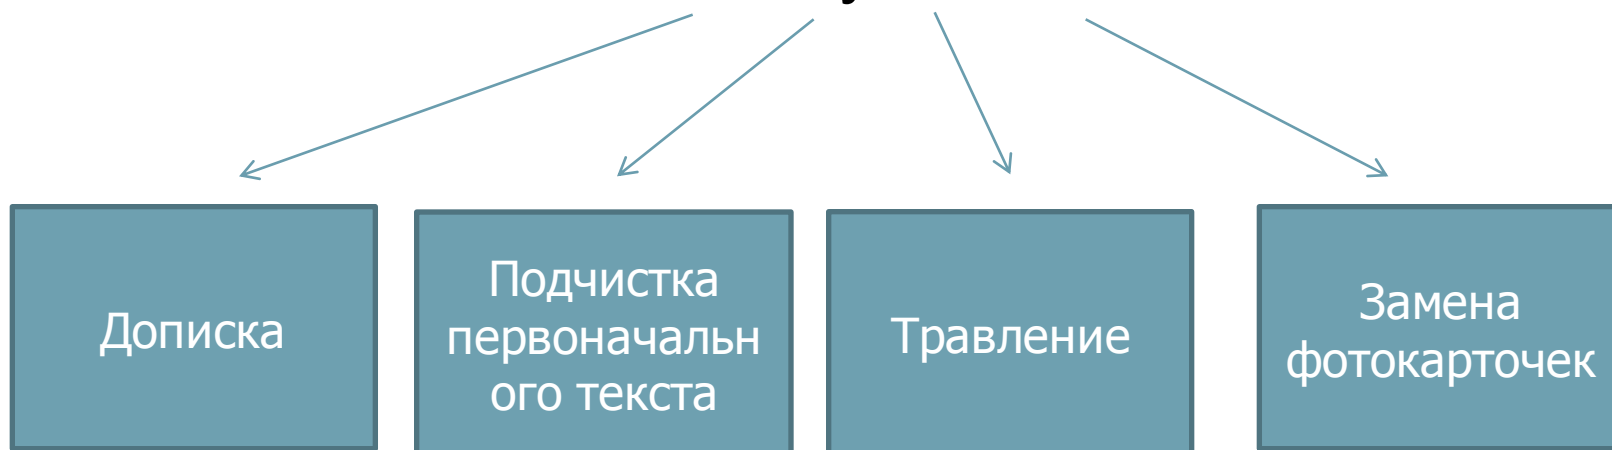 Дописка
Подчистка
первоначальн
ого текста
Травление
Замена
фотокарточек